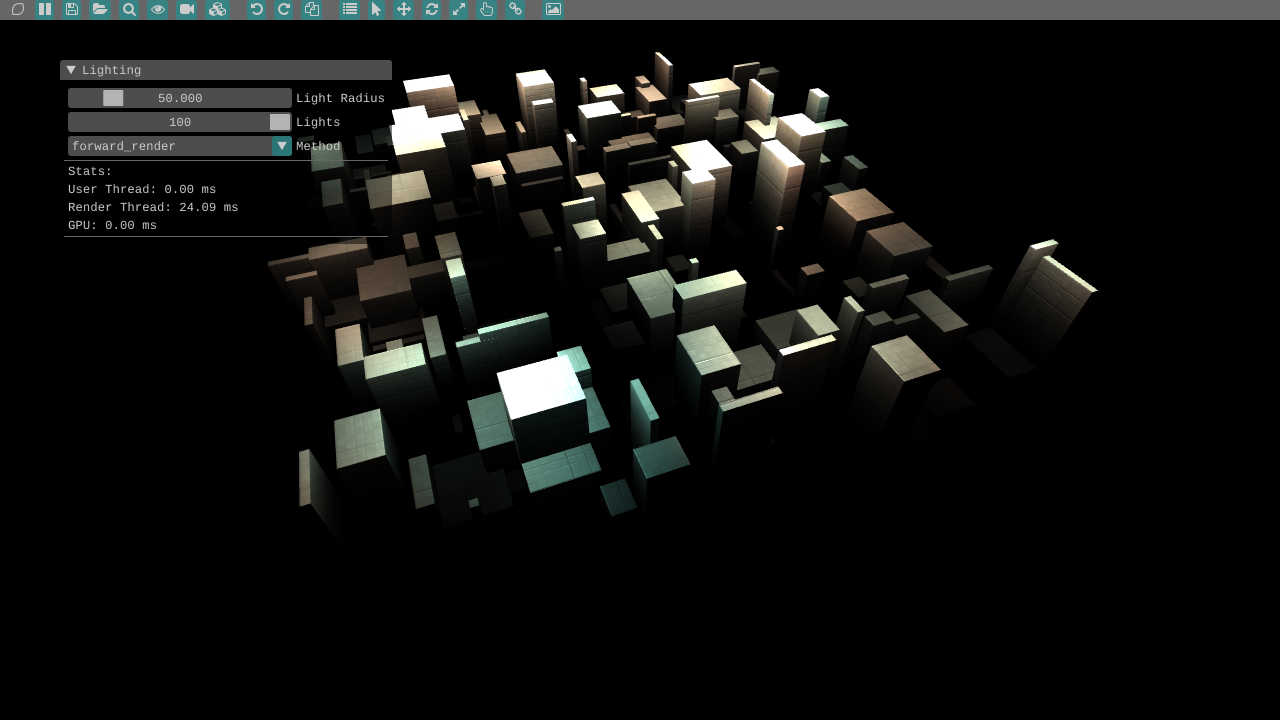 Lighting
50.000 Light Radius
100 Lights
forward_render Method
Stats:
User Thread: 0.00 ms
Render Thread: 24.09 ms
GPU: 0.00 ms